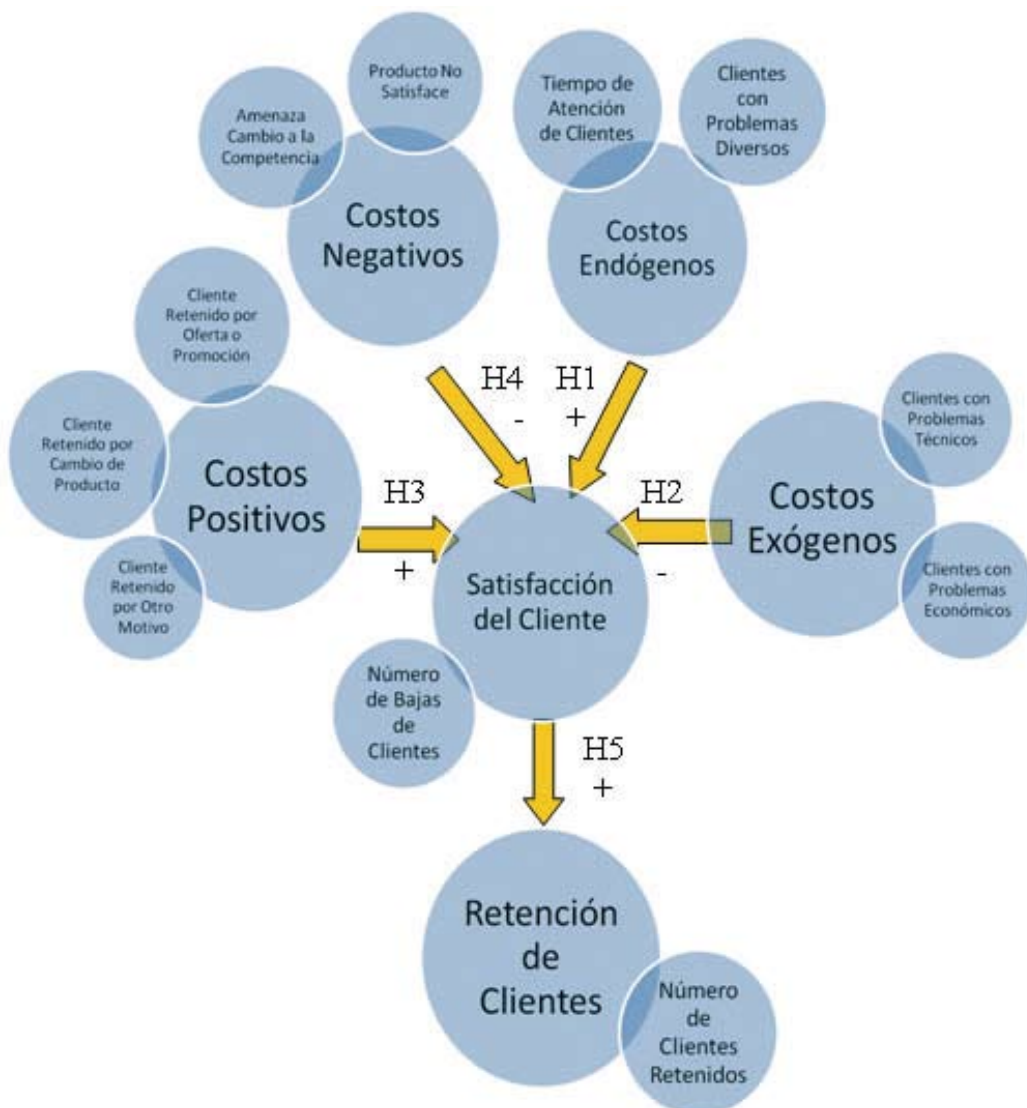 Producto No
Satisface
Amenaza
Cambio a la
Competencia
Costos
Negativos
Tiempo de
Atención
de Clientes
Clientes
con
Problemas
Diversos
Costos
Endógenos
Cliente
Retenido por
Oferta o
Promoción
Cliente
Retenido por
Cambio de
Producto
Cliente
Retenido
por Otro
Motivo
Costos
Positivos
H4
-
H1
+
H3
+
H2
-
Clientes con
Problemas
Técnicos
Costos
Exógenos
Clientes con
Problemas
Económicos
Satisfacción
del Cliente
Número
de Bajas
de
Clientes
H5
+
Retención
de
Clientes
Número
de
Clientes
Retenidos